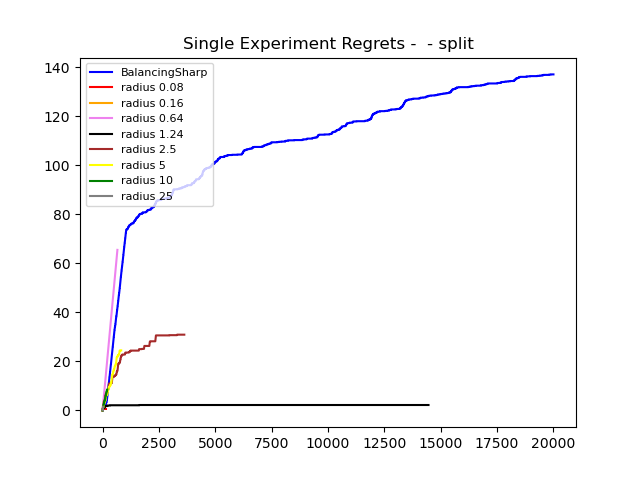 Single Experiment Regrets -  - split
140
120
100
80
60
40
20
0
BalancingSharp
radius 0.08
radius 0.16
radius 0.64
radius 1.24
radius 2.5
radius 5
radius 10
radius 25
0 2500 5000 7500 10000 12500 15000 17500 20000